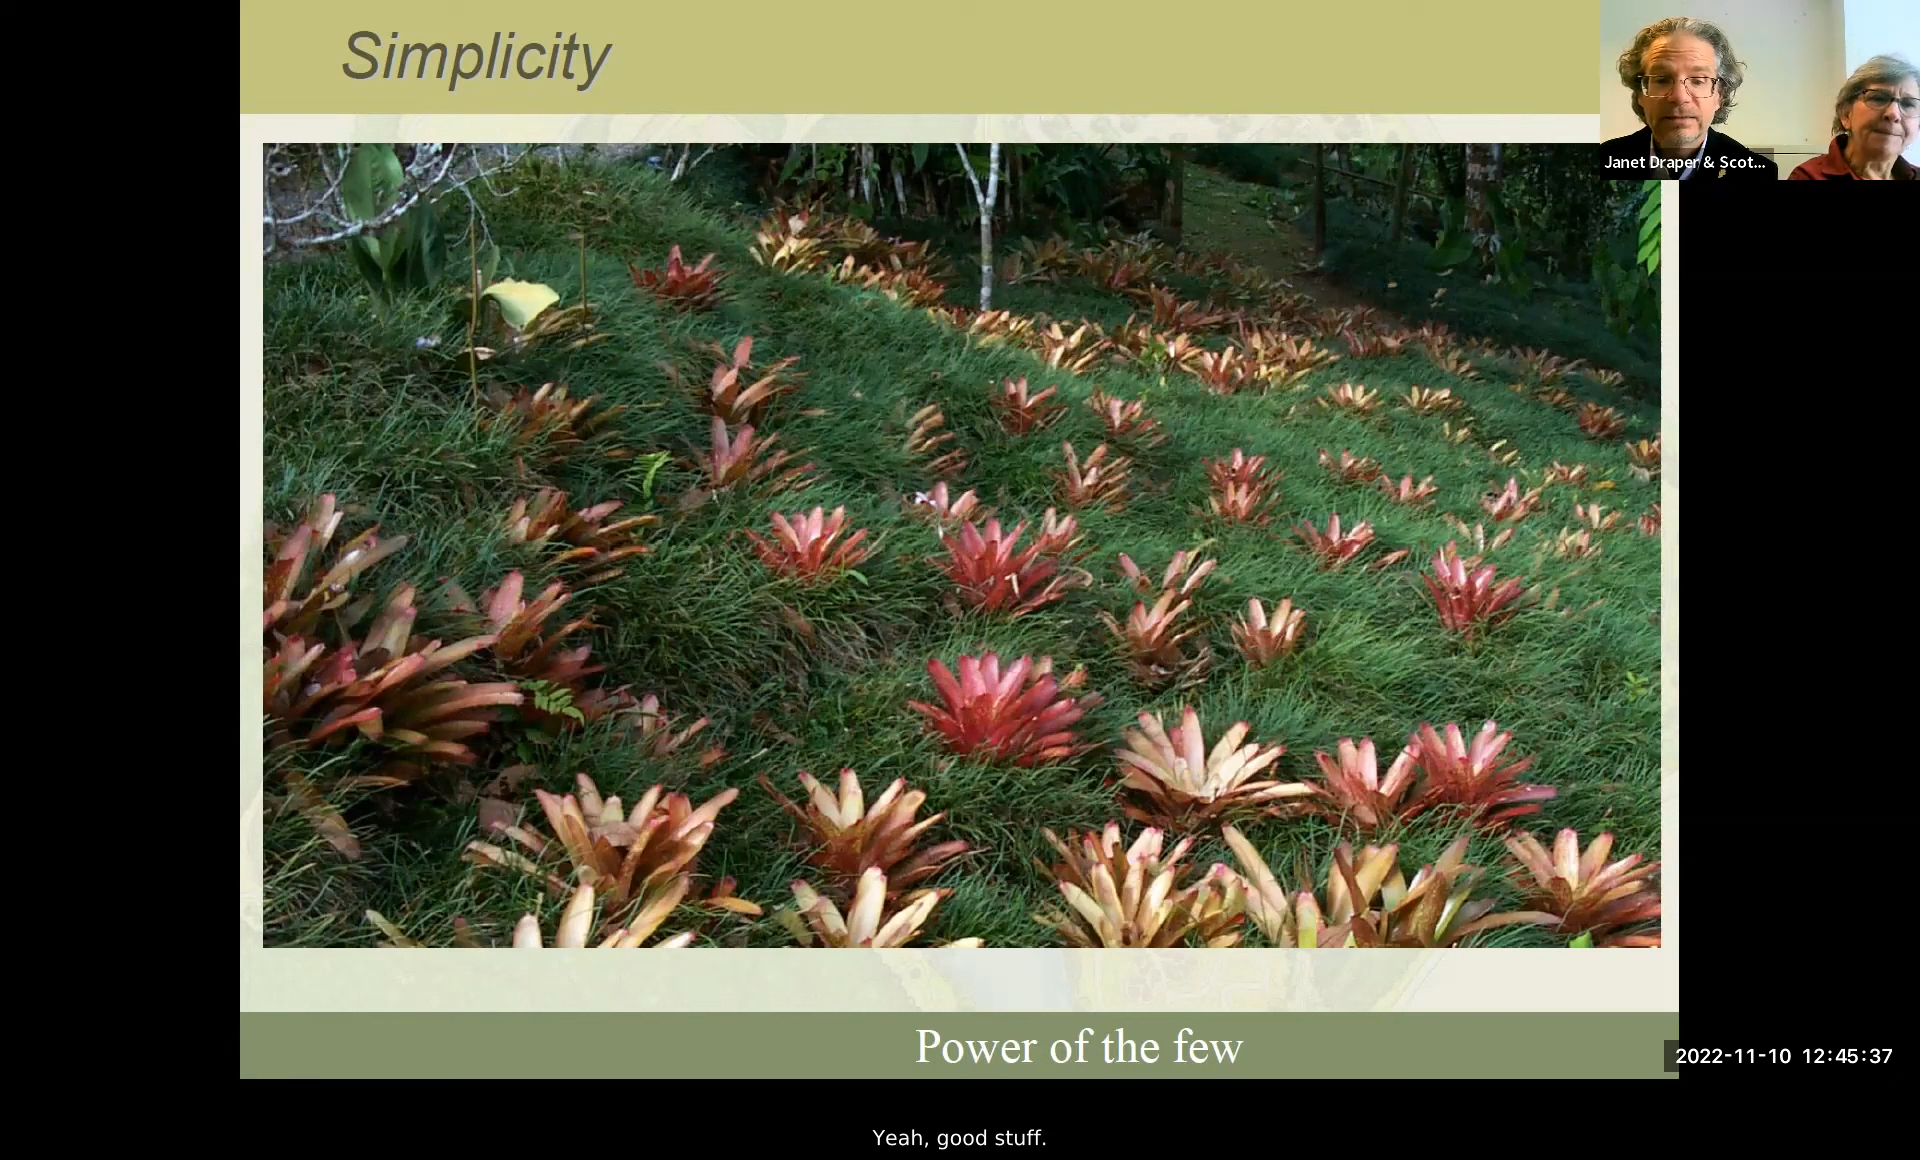 Simplicity
Janet Draper & Scot...
Power of the few
2022-11-10 12:45:37
Yeah, good stuff.